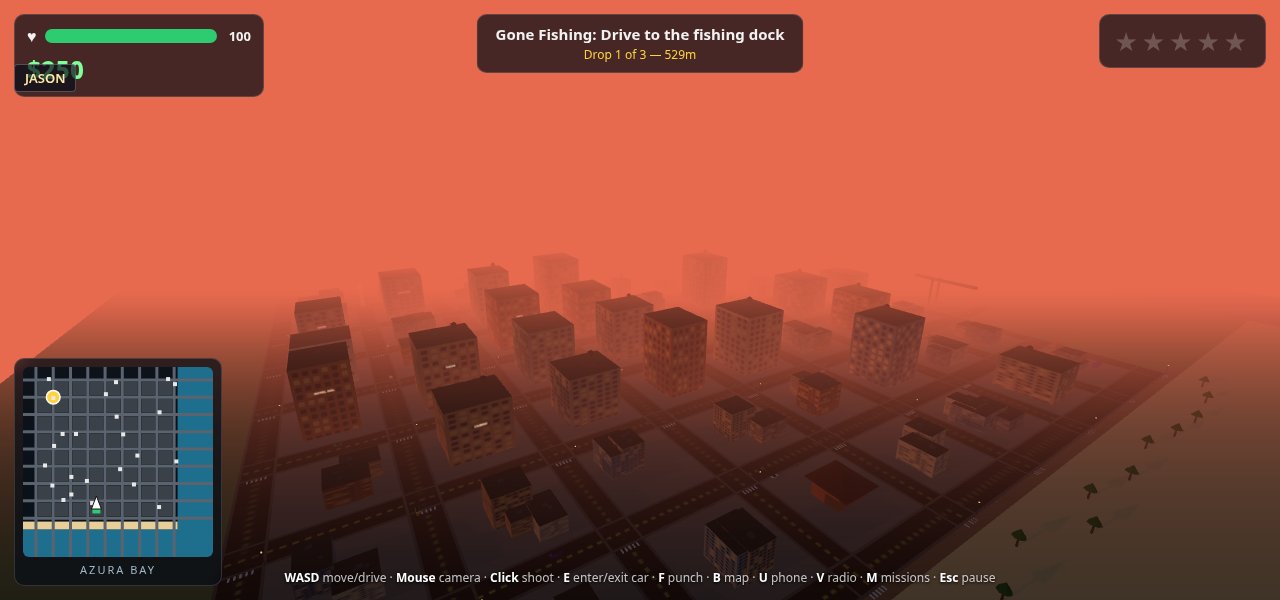 ♥ 100
$250
JASON
Gone Fishing: Drive to the fishing dock
Drop 1 of 3 — 529m
★★★★★
AZURA BAY
WASD move/drive · Mouse camera · Click shoot · E enter/exit car · F punch · B map · U phone · V radio · M missions · Esc pause